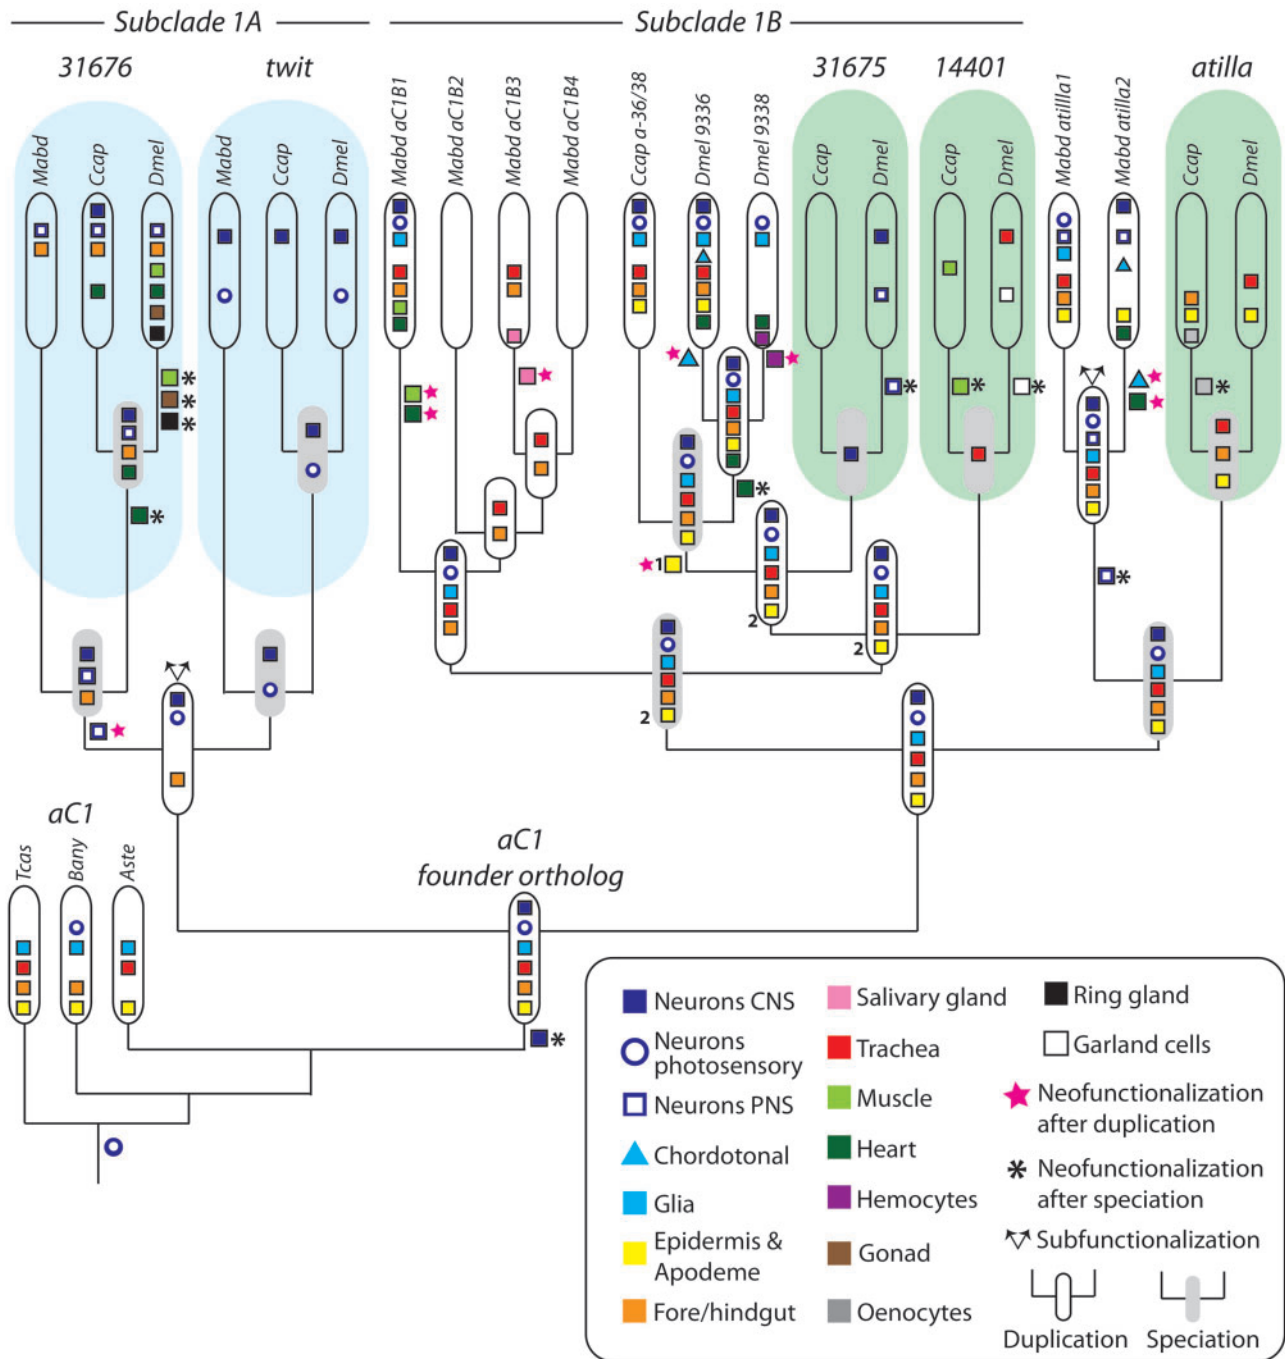 Subclade 1A
Subclade 1B
31676
twit
31675
14401
atilla
Mabd
Ccap
Dmel
Mabd
Ccap
Dmel
Mabd aC1B1
Mabd aC1B2
Mabd aC1B3
Mabd aC1B4
Ccap a-36/38
Dmel 9336
Dmel 9338
Ccap
Dmel
Ccap
Dmel
Mabd atillla1
Mabd atilla2
Ccap
Dmel
*
*
*
*
*
*
*
*
*
*
1
2
2
2
aC1
Tcas
Bany
Aste
aC1
founder ortholog
*
Neurons CNS
Neurons
photosensory
Neurons PNS
Chordotonal
Glia
Epidermis &
Apodeme
Fore/hindgut
Salivary gland
Trachea
Muscle
Heart
Hemocytes
Gonad
Oenocytes
Ring gland
Garland cells
Neofunctionalization
after duplication
* Neofunctionalization
after speciation
Subfunctionalization
Duplication
Speciation